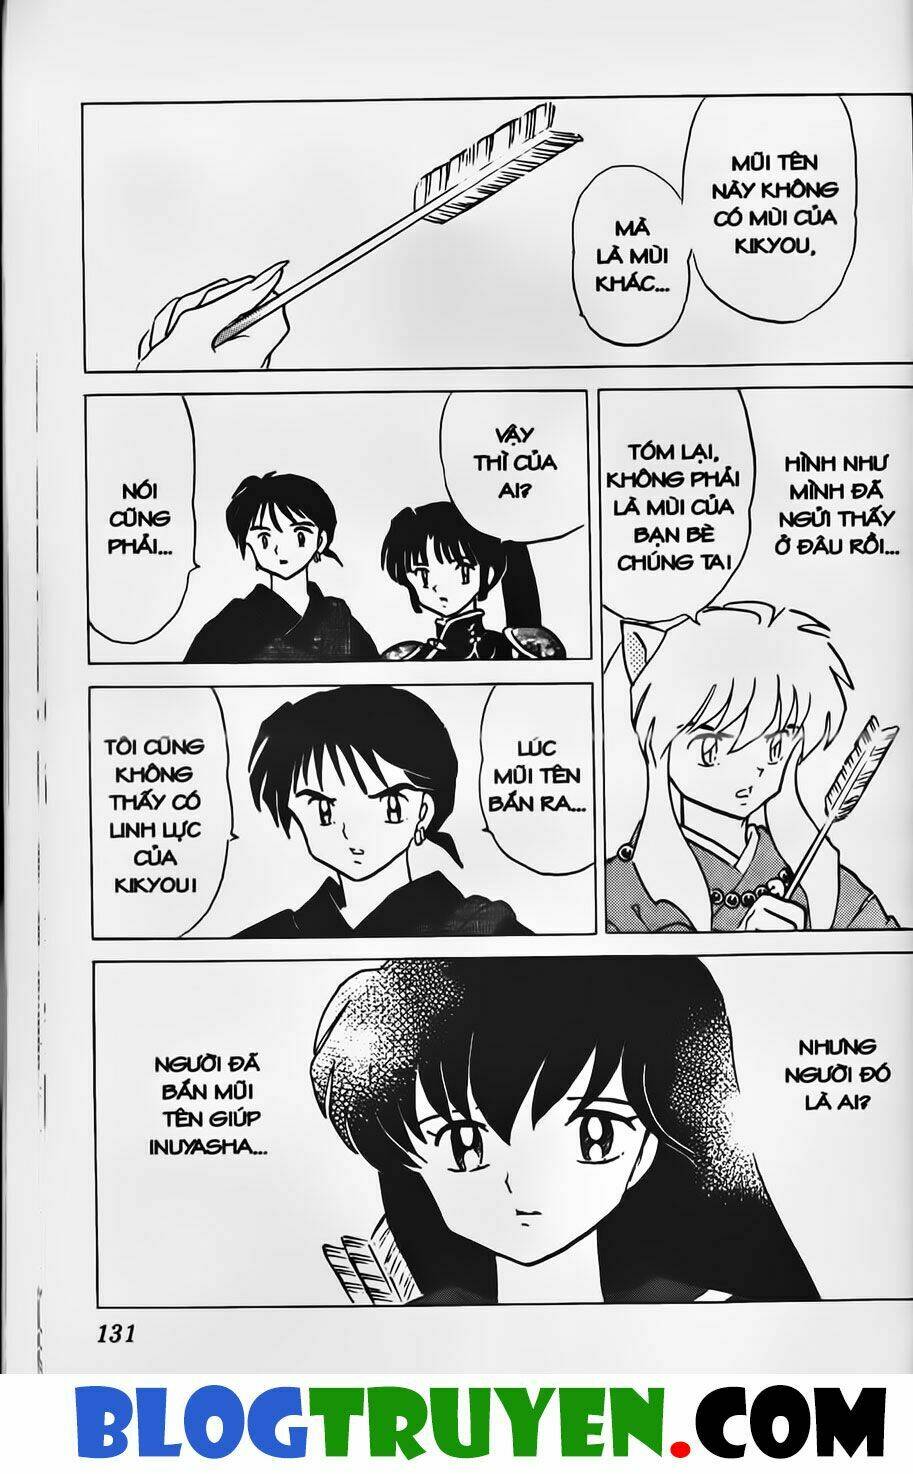 MŨI TÊN
NÀY KHÔNG
CÓ MÙI CỦA
KIKYOU,
MÀ
LÀ MÙI
KHÁC...
HÌNH NHƯ
MÌNH ĐÃ
NGỬI THẤY
Ở ĐÂU RỒI...
TÓM LẠI,
KHÔNG PHẢI
LÀ MÙI CỦA
BẠN BÈ
CHÚNG TA!
VẬY
THÌ CỦA
AI?
NÓI
CŨNG
PHẢI...
LÚC
MŨI TÊN
BẮN RA...
TÔI CŨNG
KHÔNG
THẤY CÓ
LINH LỰC
CỦA
KIKYOU!
NHƯNG
NGƯỜI ĐÓ
LÀ AI?
NGƯỜI ĐÃ
BẮN MŨI
TÊN GIÚP
INUYASHA...
131
BLOGTRUYEN.COM